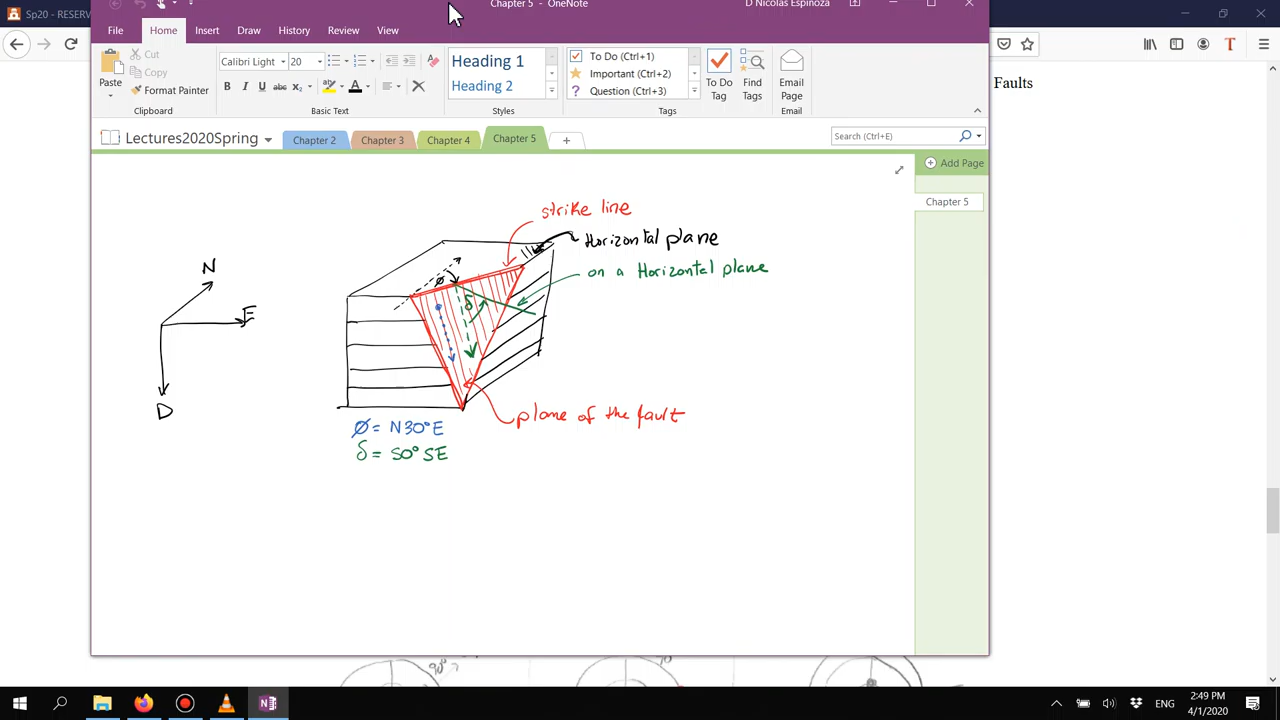 Sp20 - RESERV
Chapter 5 - OneNote
D Nicolas Espinoza
File
Home
Insert
Draw
History
Review
View
Paste
Cut
Copy
Format Painter
Clipboard
Calibri Light
20
B I U abc x₂
A
Basic Text
Heading 1
Heading 2
Styles
To Do (Ctrl+1)
Important (Ctrl+2)
Question (Ctrl+3)
Tags
To Do Tag
Find Tags
Email Page
Email
Faults
Lectures2020Spring
Chapter 2
Chapter 3
Chapter 4
Chapter 5
Search (Ctrl+E)
Add Page
Chapter 5
strike line
Horizontal plane
on a Horizontal plane
N
E
D
ϕ
δ
plane of the fault
ϕ = N30°E
δ = 50° SE
90°
ENG
2:49 PM
4/1/2020